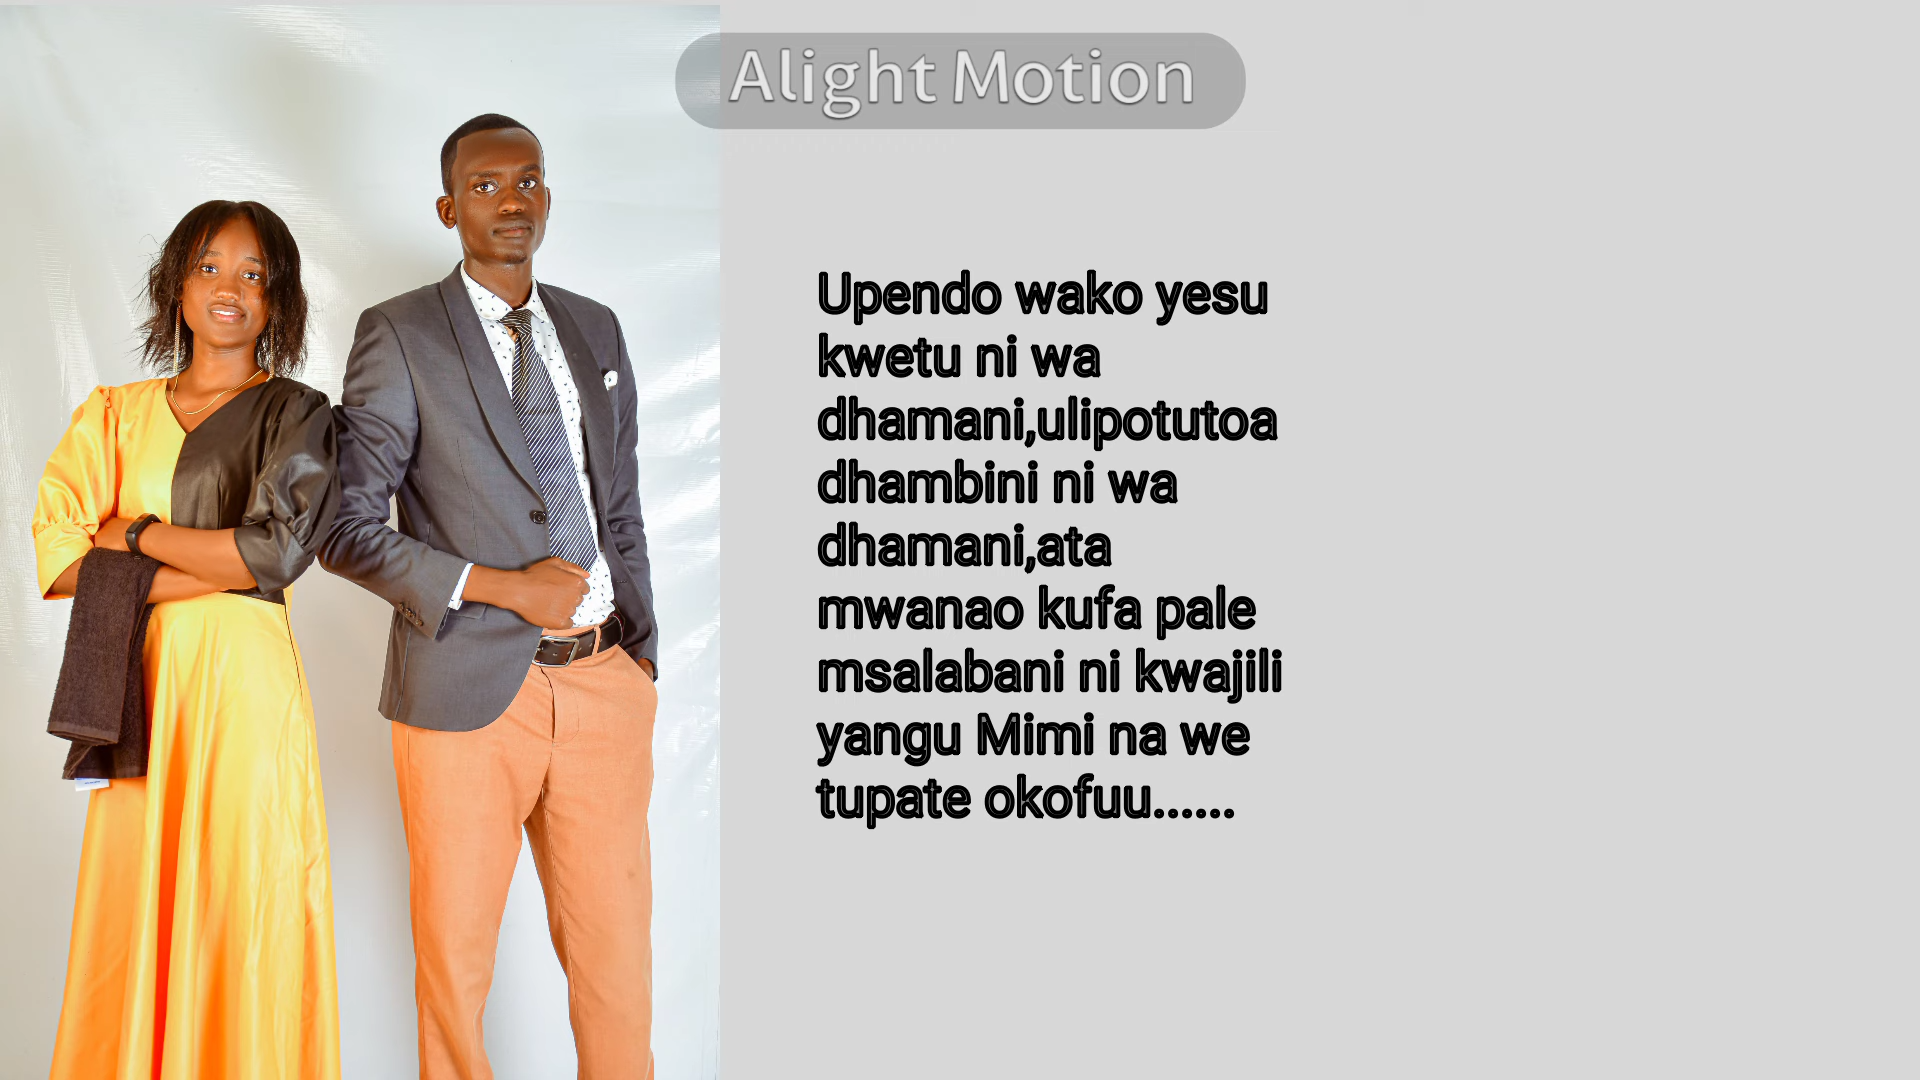 Alight Motion
Upendo wako yesu
kwetu ni wa
dhamani,ulipotutoa
dhambini ni wa
dhamani,ata
mwanao kufa pale
msalabani ni kwajili
yangu Mimi na we
tupate okofuu......